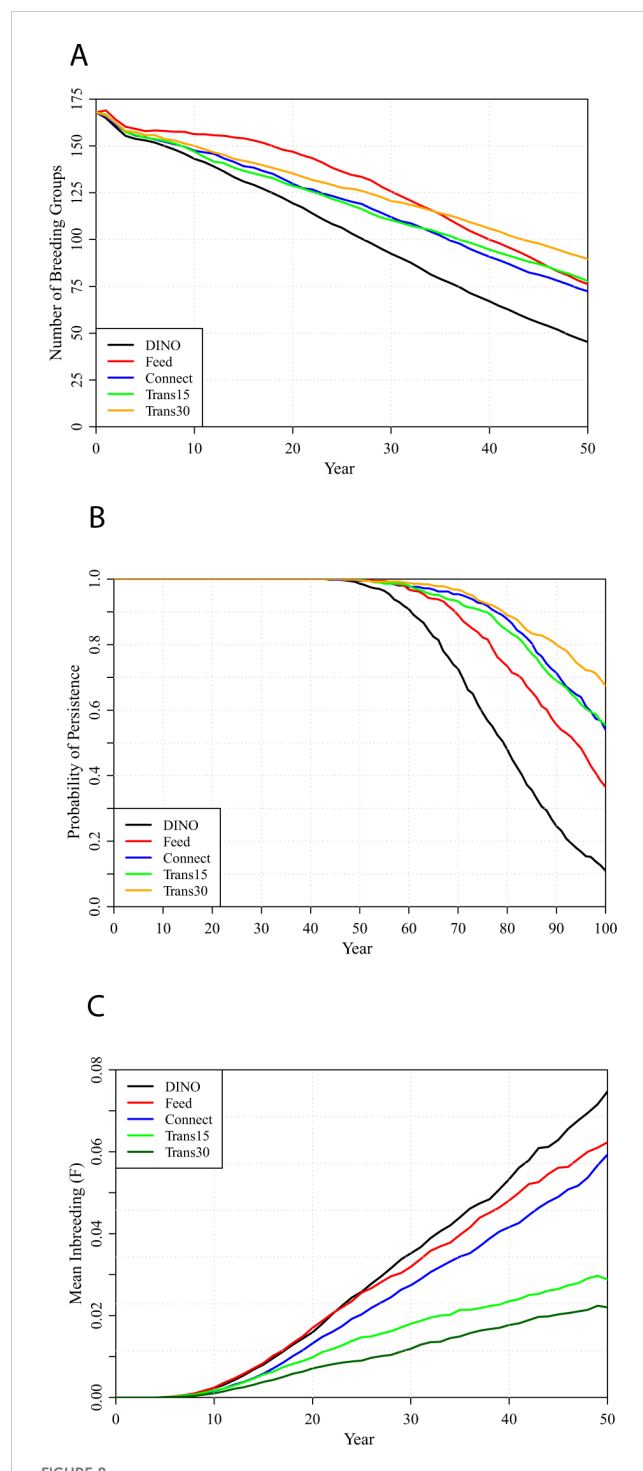 A
Number of Breeding Groups
175
150
125
100
75
50
25
0
DINO
Feed
Connect
Trans15
Trans30
0 10 20 30 40 50
Year
B
Probability of Persistence
1.0
0.8
0.6
0.4
0.2
0.0
DINO
Feed
Connect
Trans15
Trans30
0 10 20 30 40 50 60 70 80 90 100
Year
C
Mean Inbreeding (F)
0.08
0.06
0.04
0.02
0.00
DINO
Feed
Connect
Trans15
Trans30
0 10 20 30 40 50
Year